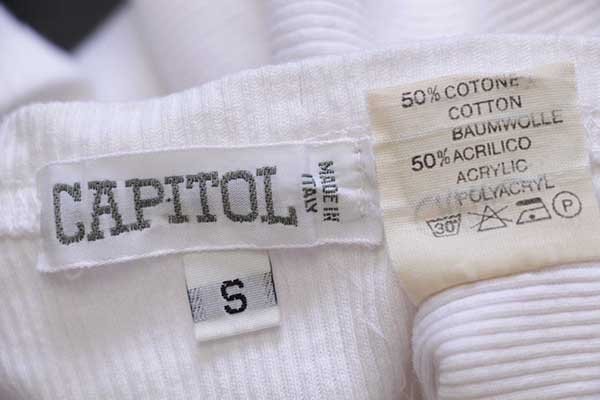 CAPITOL
MADE IN
ITALY
S
50% COTONE
COTTON
BAUMWOLLE
50% ACRILICO
ACRYLIC
POLYACRYL
30° P